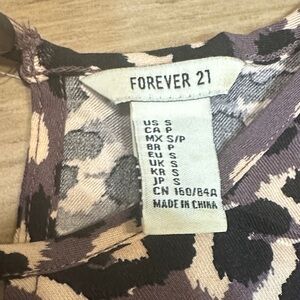 FOREVER 21
US S
CA P
MX S/P
BR P
EU S
UK S
KR S
JP S
CN 160/84A
MADE IN CHINA